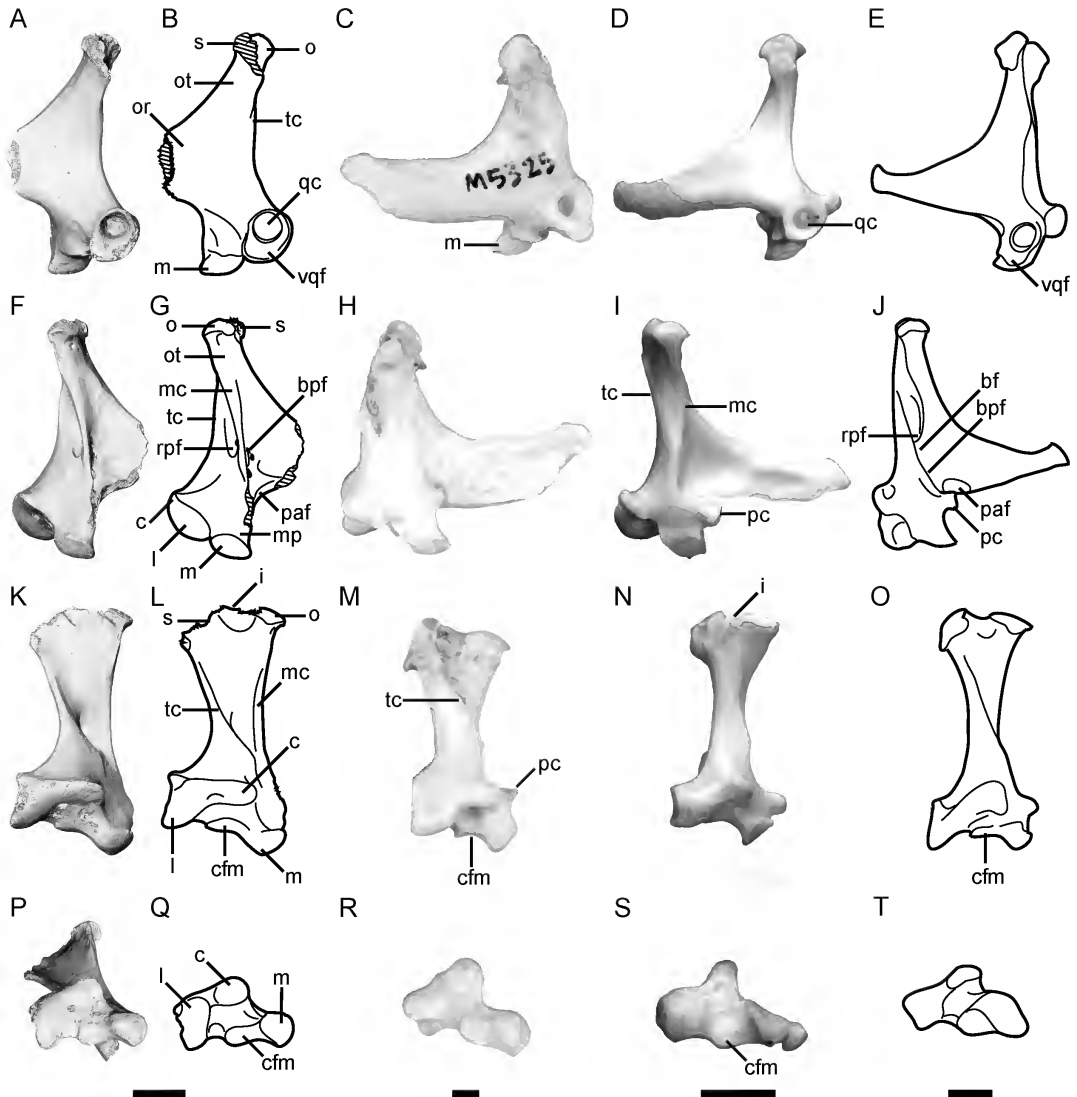 A
B
C
D
E
s
o
ot
or
tc
qc
m
vqf
M5325
m
qc
vqf
F
G
H
I
J
o
s
ot
mc
bpf
tc
rpf
c
l
m
mp
paf
tc
mc
pc
bf
bpf
rpf
paf
pc
K
L
M
N
O
i
s
o
mc
tc
c
l
cfm
m
tc
pc
cfm
i
cfm
P
Q
R
S
T
c
l
m
cfm
cfm